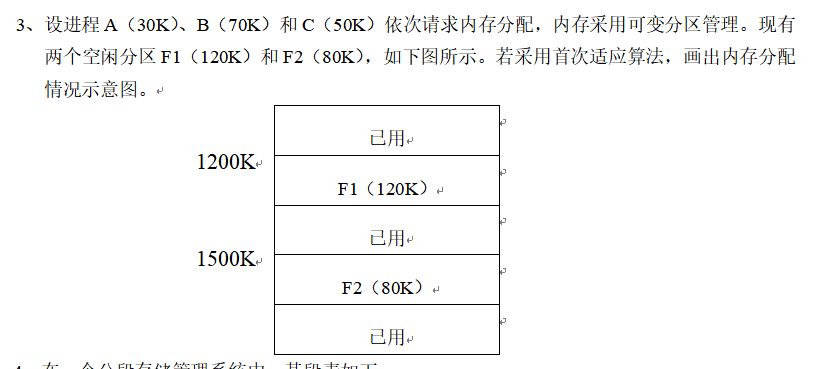 3、设进程 A（30K）、B（70K）和 C（50K）依次请求内存分配，内存采用可变分区管理。现有
两个空闲分区 F1（120K）和 F2（80K），如下图所示。若采用首次适应算法，画出内存分配
情况示意图。
已用
1200K
F1（120K）
已用
1500K
F2（80K）
已用